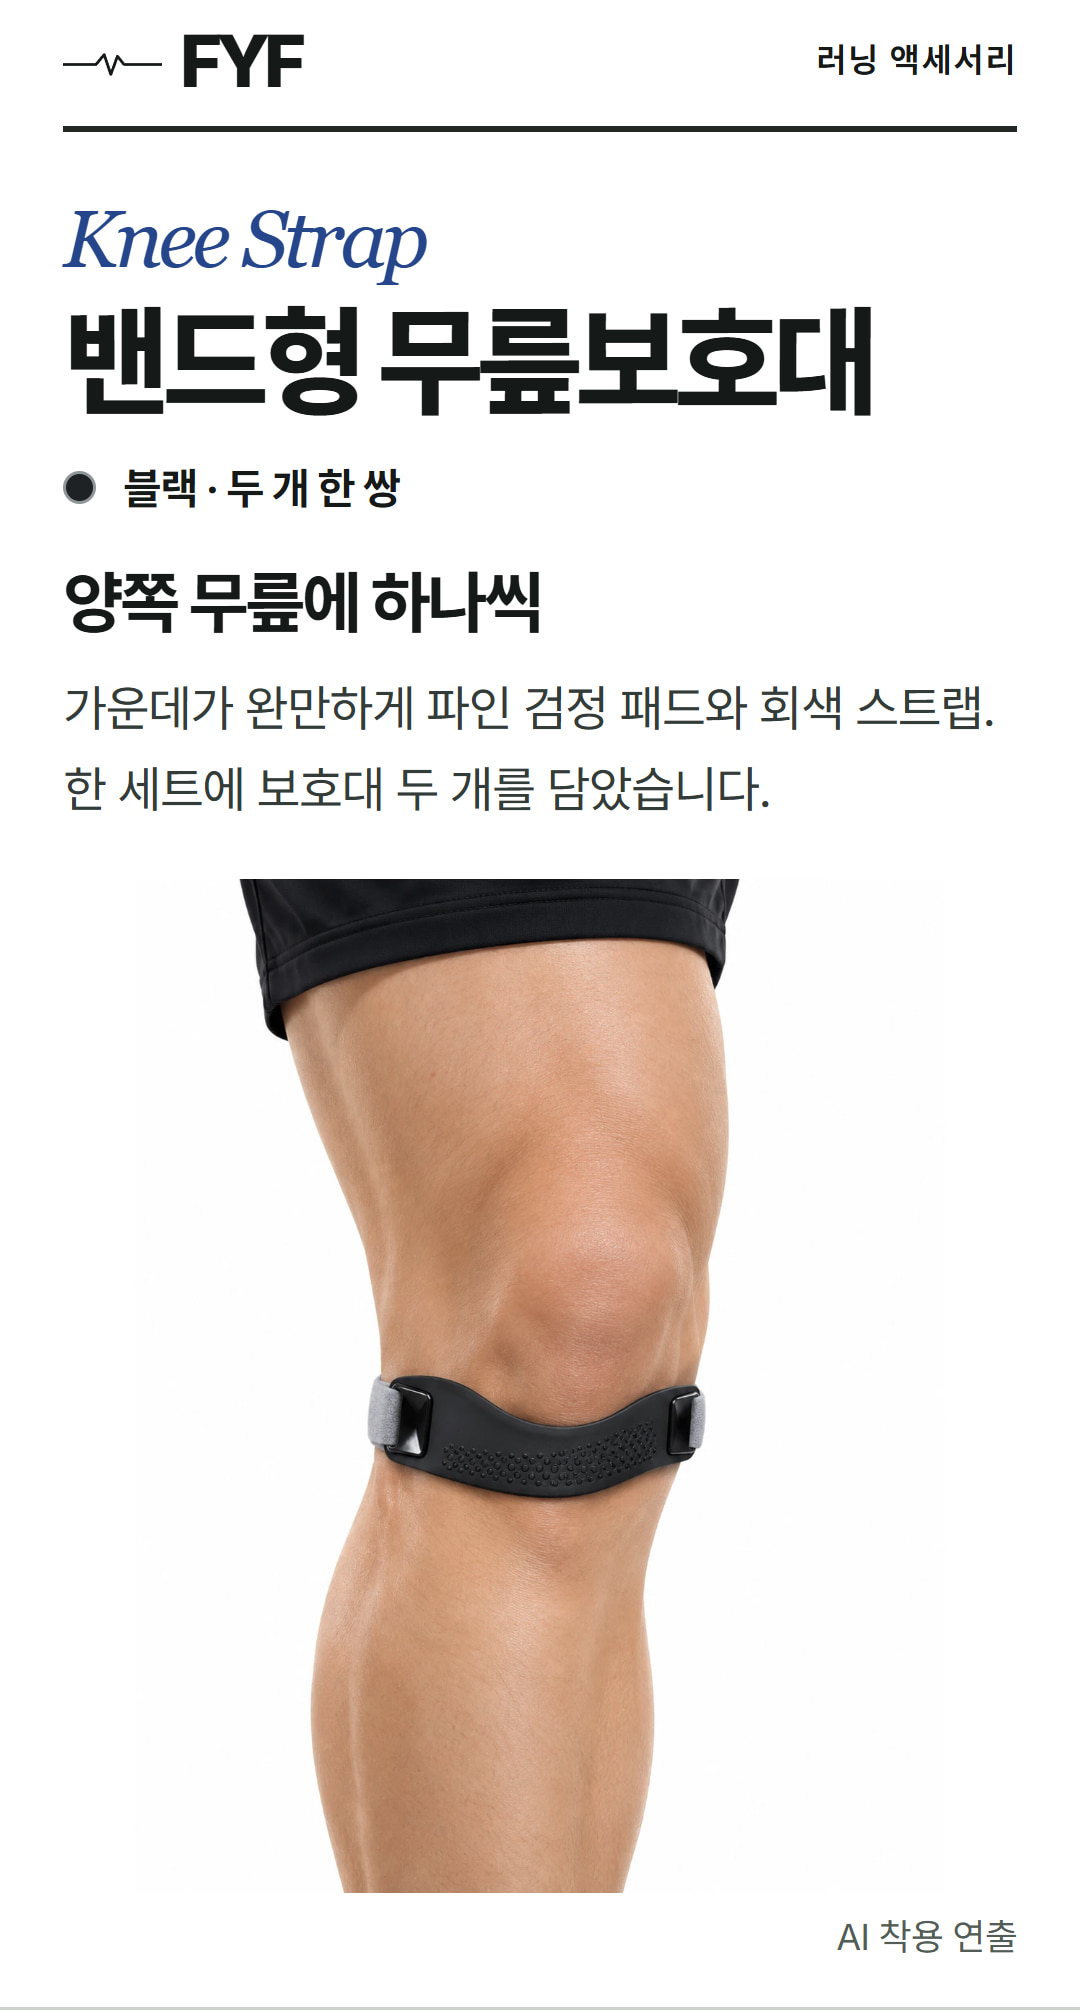 FYF
러닝 액세서리
Knee Strap
밴드형 무릎보호대
블랙 · 두 개 한 쌍
양쪽 무릎에 하나씩
가운데가 완만하게 파인 검정 패드와 회색 스트랩.
한 세트에 보호대 두 개를 담았습니다.
AI 착용 연출